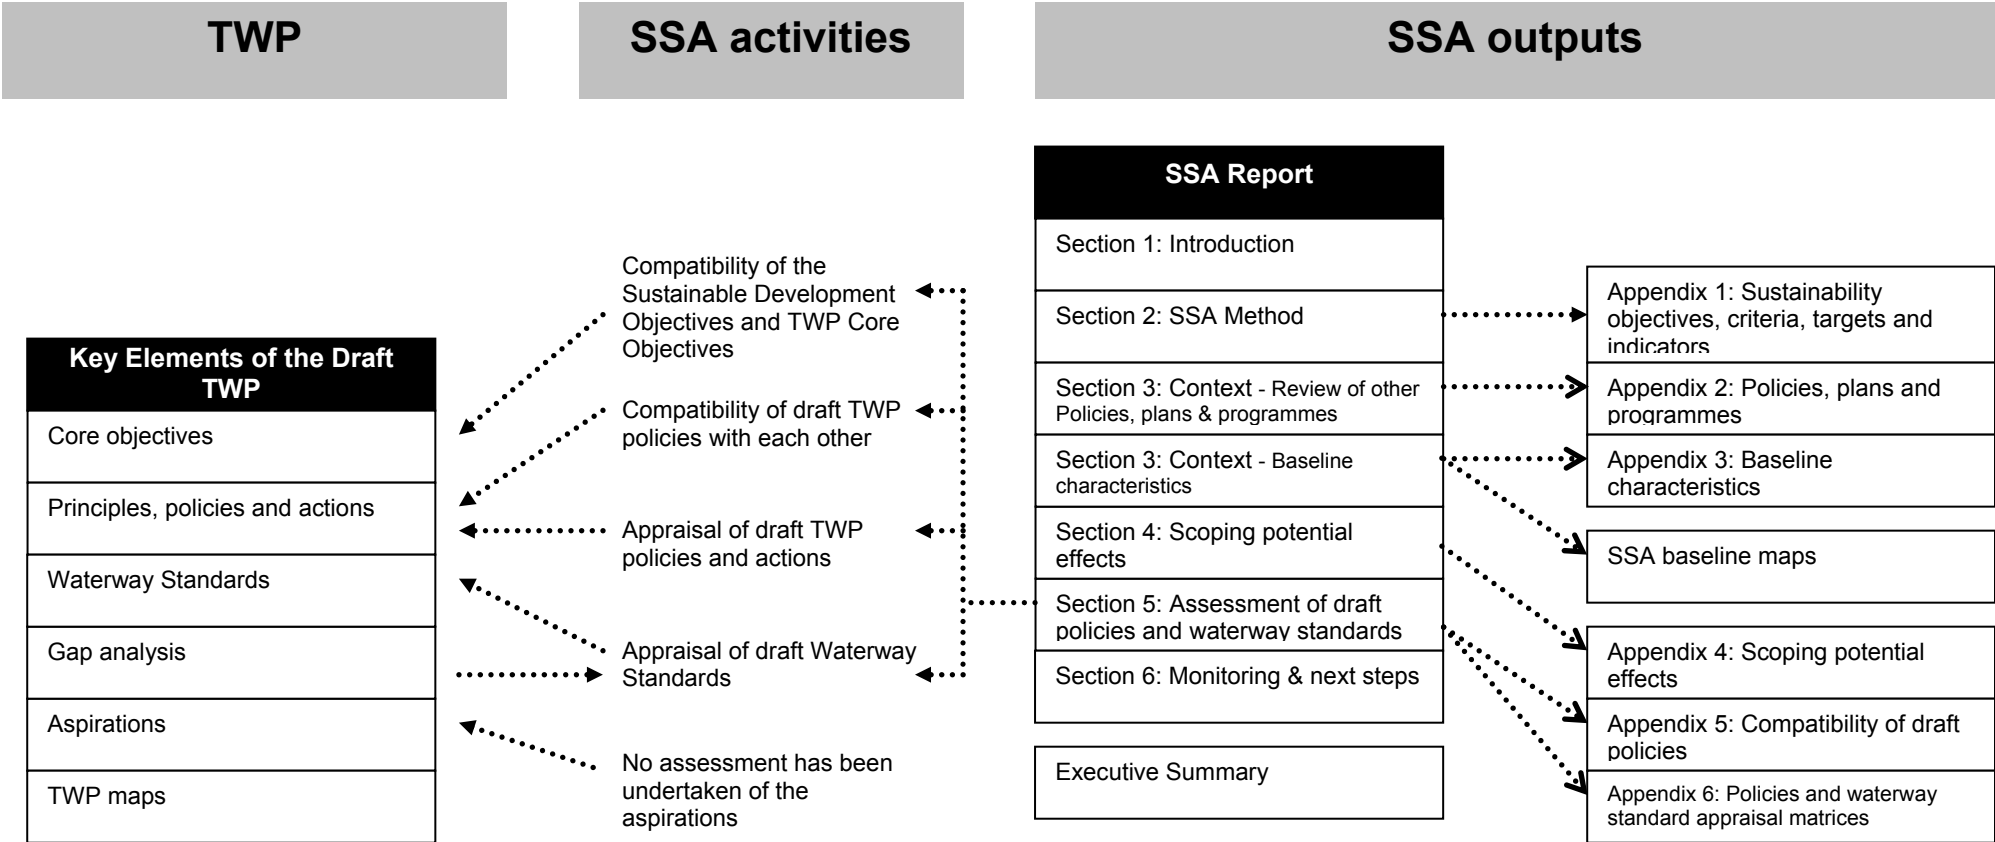 TWP
SSA activities
SSA outputs
Key Elements of the Draft
TWP
Core objectives
Principles, policies and actions
Waterway Standards
Gap analysis
Aspirations
TWP maps
Compatibility of the
Sustainable Development
Objectives and TWP Core
Objectives
Compatibility of draft TWP
policies with each other
Appraisal of draft TWP
policies and actions
Appraisal of draft Waterway
Standards
No assessment has been
undertaken of the
aspirations
SSA Report
Section 1: Introduction
Section 2: SSA Method
Section 3: Context - Review of other
Policies, plans & programmes
Section 3: Context - Baseline
characteristics
Section 4: Scoping potential
effects
Section 5: Assessment of draft
policies and waterway standards
Section 6: Monitoring & next steps
Executive Summary
Appendix 1: Sustainability
objectives, criteria, targets and
indicators
Appendix 2: Policies, plans and
programmes
Appendix 3: Baseline
characteristics
SSA baseline maps
Appendix 4: Scoping potential
effects
Appendix 5: Compatibility of draft
policies
Appendix 6: Policies and waterway
standard appraisal matrices